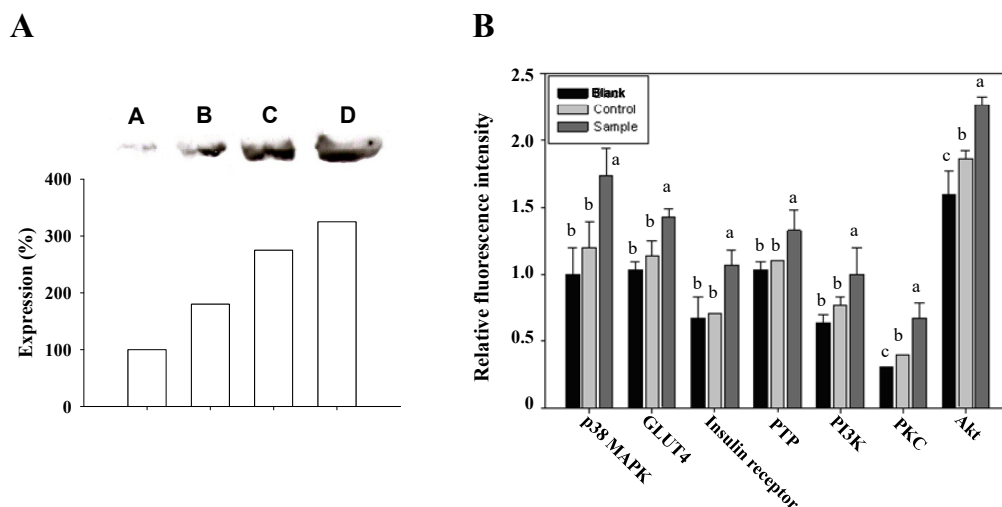 A
A B C D
400
300
200
100
0
Expression (%)
B
2.5
2.0
1.5
1.0
0.5
0
Relative fluorescence intensity
Blank
Control
Sample
b b a
b b a
b b a
b b a
b b a
c b a
c b a
p38 MAPK
GLUT4
Insulin receptor
PTP
PI3K
PKC
Akt